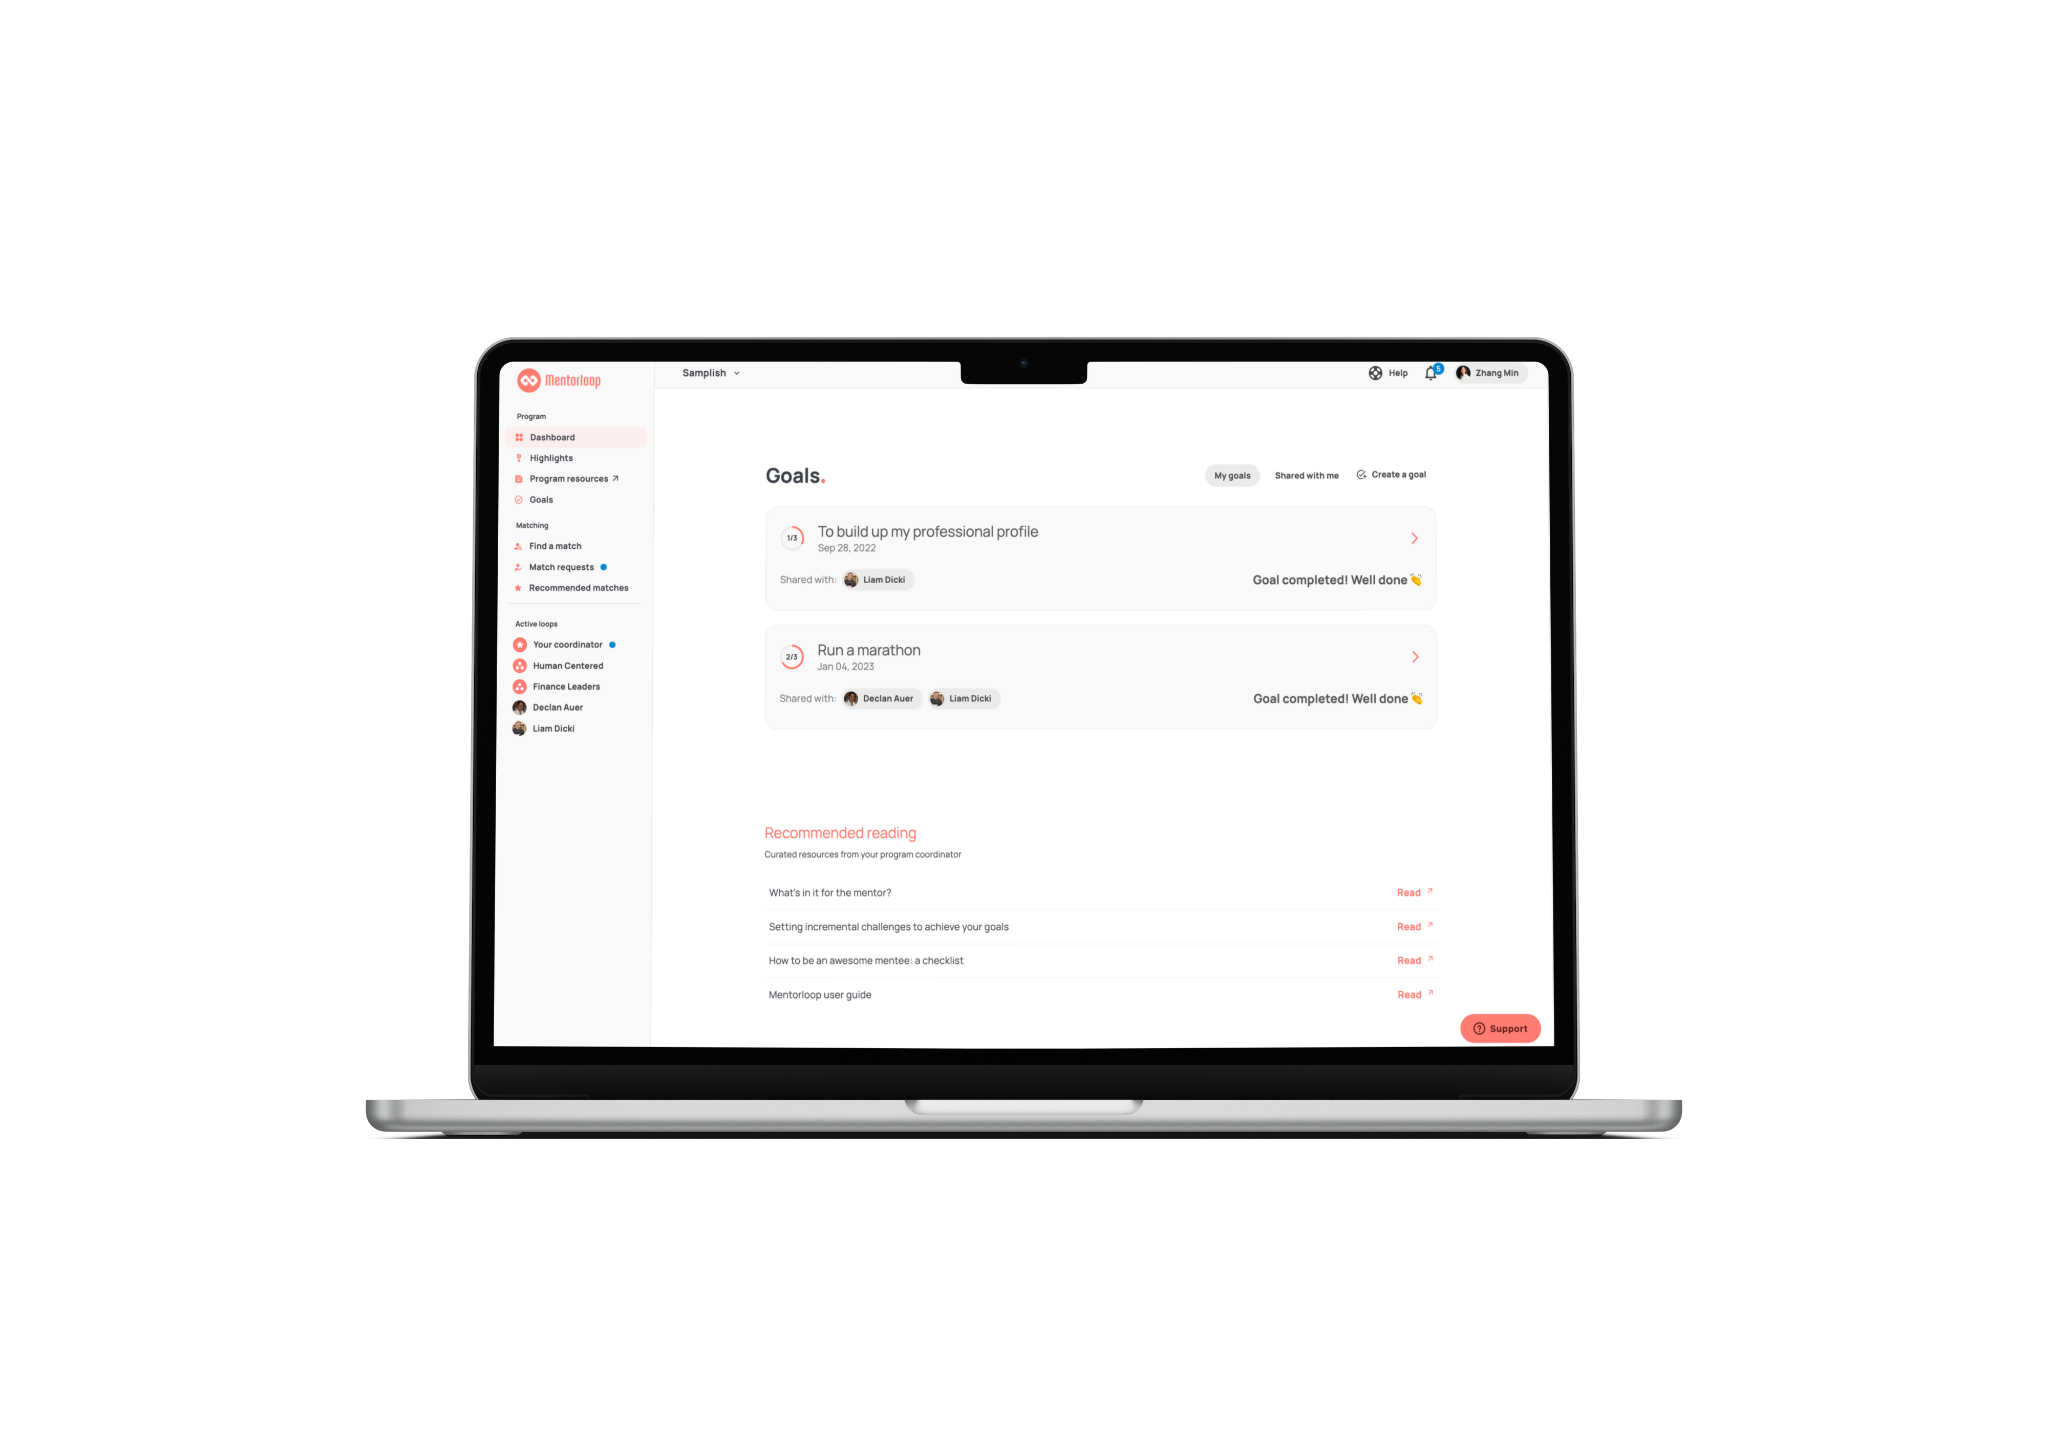 Mentorloop
Program
Dashboard
Highlights
Program resources
Goals
Matching
Find a match
Match requests
Recommended matches
Active loops
Your coordinator
Human Centered
Finance Leaders
Declan Auer
Liam Dicki
Samplish
Help
5
Zhang Min
Goals.
My goals
Shared with me
Create a goal
1/3
To build up my professional profile
Sep 28, 2022
Shared with: Liam Dicki
Goal completed! Well done 👏
2/3
Run a marathon
Jan 04, 2023
Shared with: Declan Auer Liam Dicki
Goal completed! Well done 👏
Recommended reading
Curated resources from your program coordinator
What's in it for the mentor? Read
Setting incremental challenges to achieve your goals Read
How to be an awesome mentee: a checklist Read
Mentorloop user guide Read
Support